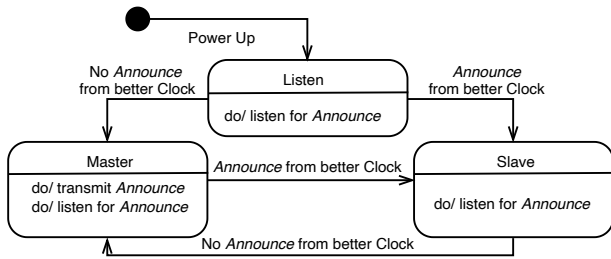 Power Up
No Announce
from better Clock
Listen
do/ listen for Announce
Announce
from better Clock
Master
do/ transmit Announce
do/ listen for Announce
Announce from better Clock
Slave
do/ listen for Announce
No Announce from better Clock